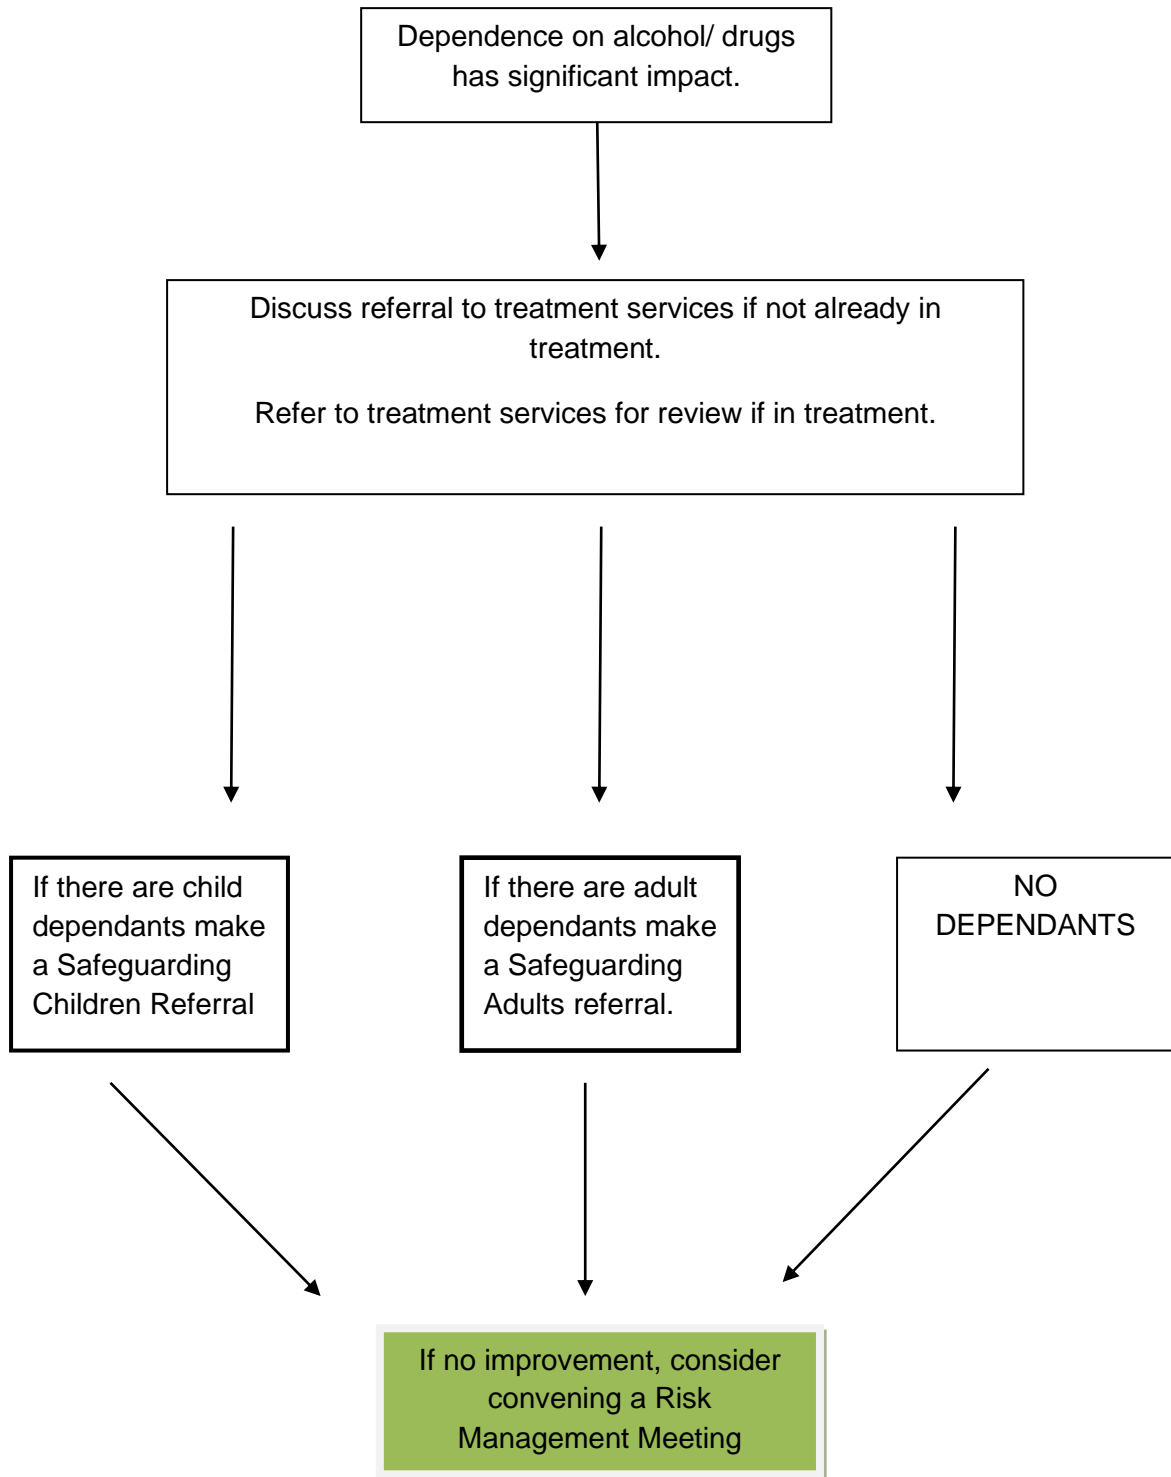 Dependence on alcohol/ drugs
has significant impact.
Discuss referral to treatment services if not already in
treatment.
Refer to treatment services for review if in treatment.
If there are child
dependants make
a Safeguarding
Children Referral
If there are adult
dependants make
a Safeguarding
Adults referral.
NO
DEPENDANTS
If no improvement, consider
convening a Risk
Management Meeting